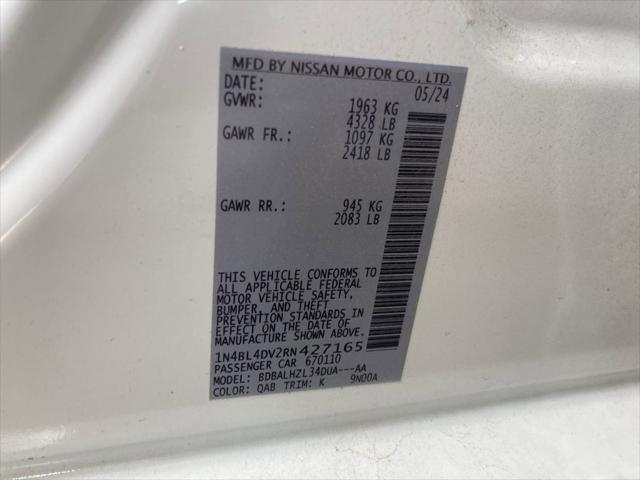 MFD BY NISSAN MOTOR CO., LTD.
DATE: 05/24
GVWR: 1963 KG
4328 LB
GAWR FR.: 1097 KG
2418 LB
GAWR RR.: 945 KG
2083 LB
THIS VEHICLE CONFORMS TO
ALL APPLICABLE FEDERAL
MOTOR VEHICLE SAFETY,
BUMPER, AND THEFT
PREVENTION STANDARDS IN
EFFECT ON THE DATE OF
MANUFACTURE SHOWN ABOVE.
1N4BL4DV2RN427165
PASSENGER CAR 670110
MODEL: BDBALHZL34DUA---AA
COLOR: QAB TRIM: K 9N00A